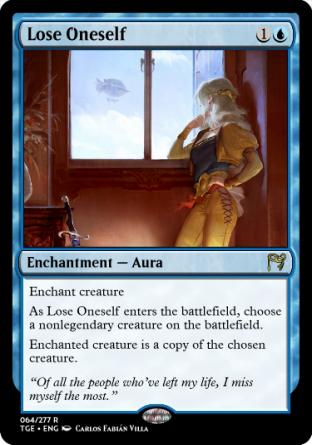 Lose Oneself 1
Enchantment — Aura
Enchant creature
As Lose Oneself enters the battlefield, choose
a nonlegendary creature on the battlefield.
Enchanted creature is a copy of the chosen
creature.
“Of all the people who’ve left my life, I miss
myself the most.”
064/277 R
TGE • ENG Carlos Fabián Villa